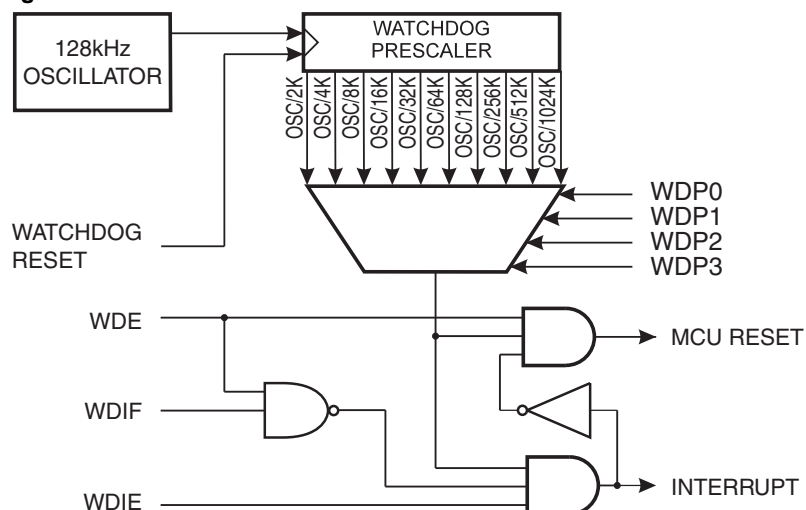 128kHz
OSCILLATOR
WATCHDOG
PRESCALER
OSC/2K
OSC/4K
OSC/8K
OSC/16K
OSC/32K
OSC/64K
OSC/128K
OSC/256K
OSC/512K
OSC/1024K
WDP0
WDP1
WDP2
WDP3
WATCHDOG
RESET
WDE
MCU RESET
WDIF
INTERRUPT
WDIE